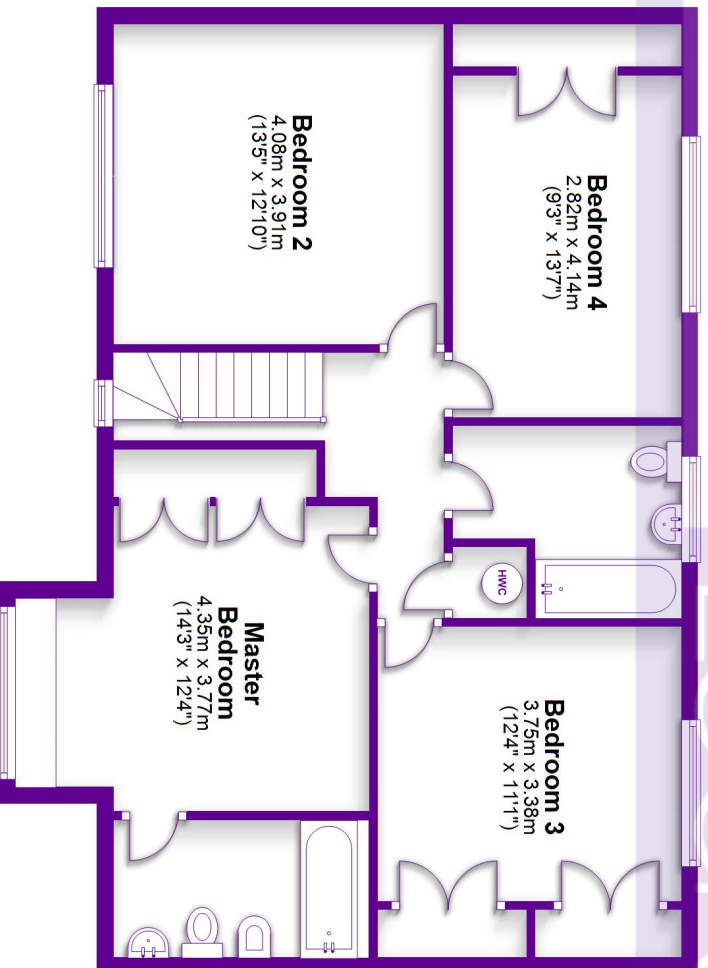 Bedroom 2
4.08m x 3.91m
(13'5" x 12'10")
Bedroom 4
2.82m x 4.14m
(9'3" x 13'7")
HWC
Master
Bedroom
4.35m x 3.77m
(14'3" x 12'4")
Bedroom 3
3.75m x 3.38m
(12'4" x 11'1")